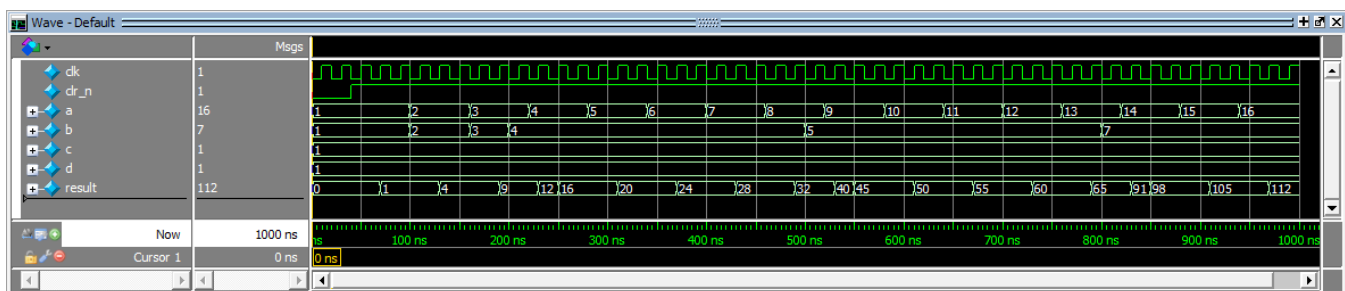 Wave - Default
Msgs
clk 1
clr_n 1
a 16 1 2 3 4 5 6 7 8 9 10 11 12 13 14 15 16
b 7 1 2 3 4 5 7
c 1 1
d 1 1
result 112 0 1 4 9 12 16 20 24 28 32 40 45 50 55 60 65 91 98 105 112
Now 1000 ns ns 100 ns 200 ns 300 ns 400 ns 500 ns 600 ns 700 ns 800 ns 900 ns 1000 ns
Cursor 1 0 ns 0 ns